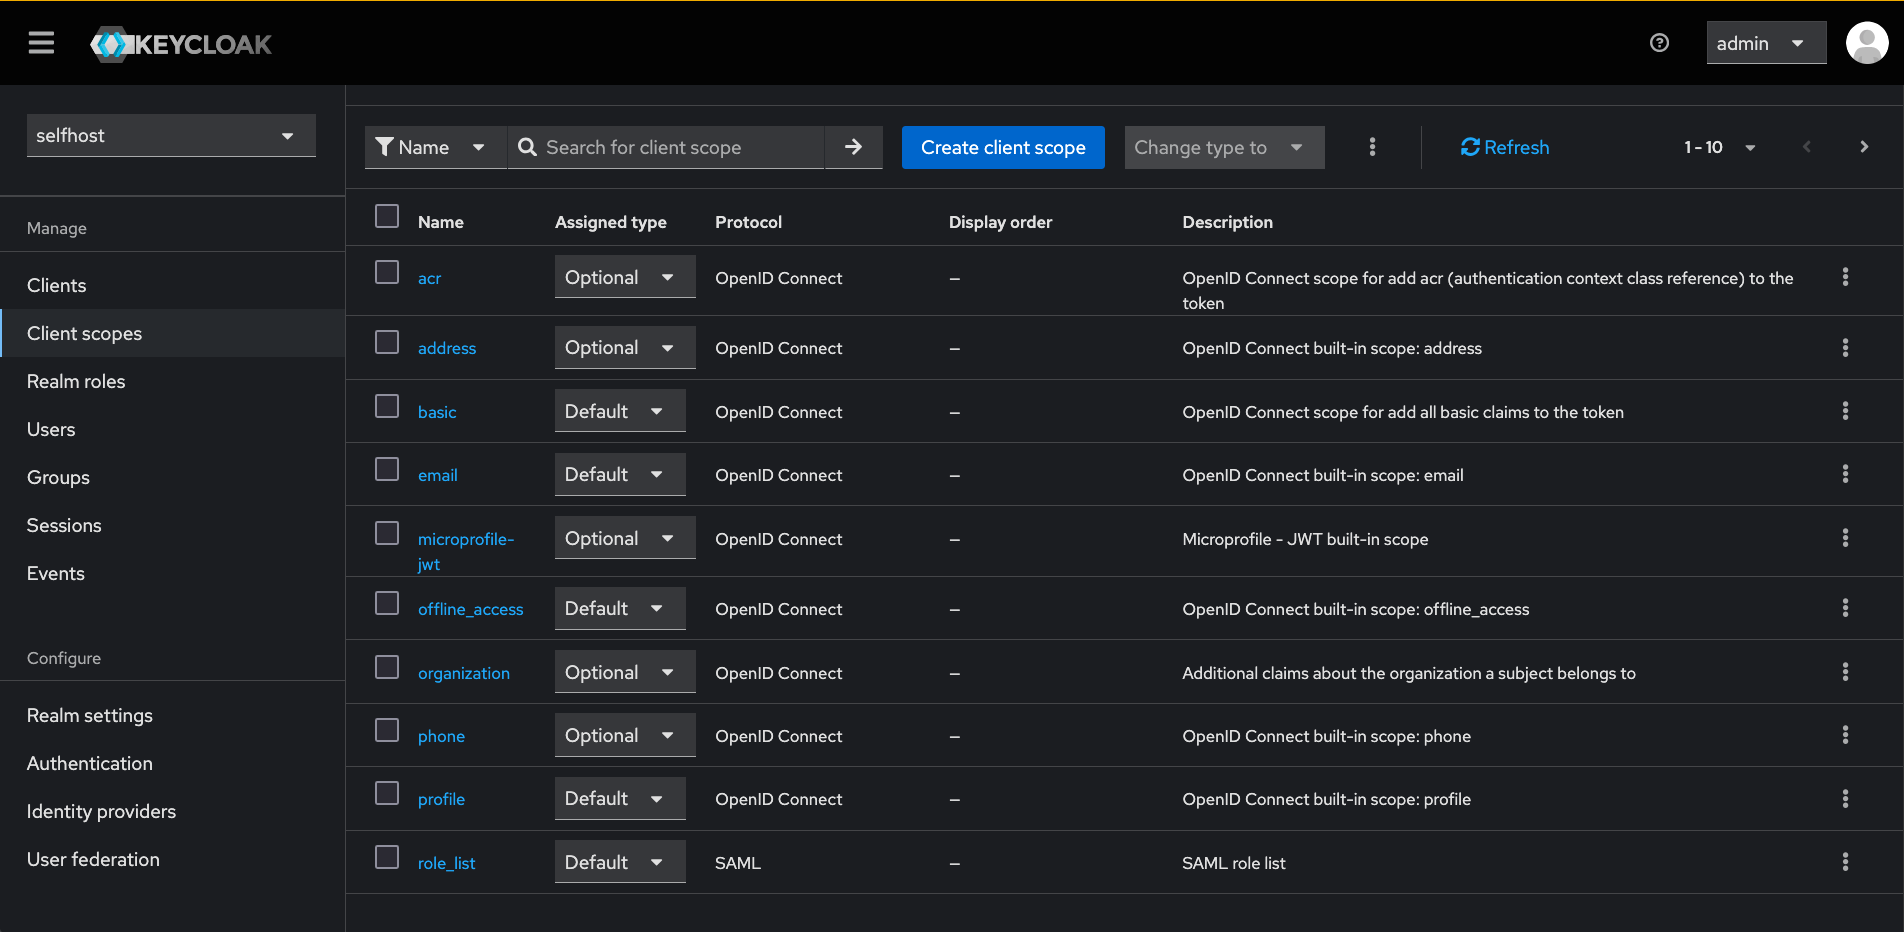 KEYCLOAK
admin
selfhost
Manage
Clients
Client scopes
Realm roles
Users
Groups
Sessions
Events
Configure
Realm settings
Authentication
Identity providers
User federation
Name Search for client scope Create client scope Change type to Refresh 1 - 10
Name Assigned type Protocol Display order Description
acr Optional OpenID Connect — OpenID Connect scope for add acr (authentication context class reference) to the
token
address Optional OpenID Connect — OpenID Connect built-in scope: address
basic Default OpenID Connect — OpenID Connect scope for add all basic claims to the token
email Default OpenID Connect — OpenID Connect built-in scope: email
microprofile- Optional OpenID Connect — Microprofile - JWT built-in scope
jwt
offline_access Default OpenID Connect — OpenID Connect built-in scope: offline_access
organization Optional OpenID Connect — Additional claims about the organization a subject belongs to
phone Optional OpenID Connect — OpenID Connect built-in scope: phone
profile Default OpenID Connect — OpenID Connect built-in scope: profile
role_list Default SAML — SAML role list